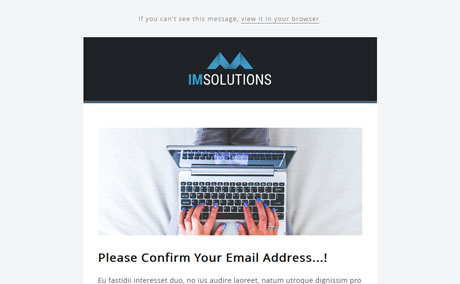 If you can't see this message, view it in your browser.
IMSOLUTIONS
Please Confirm Your Email Address...!
Eu fastidii interesset duo, no ius audire laoreet, natum utroque dignissim pro